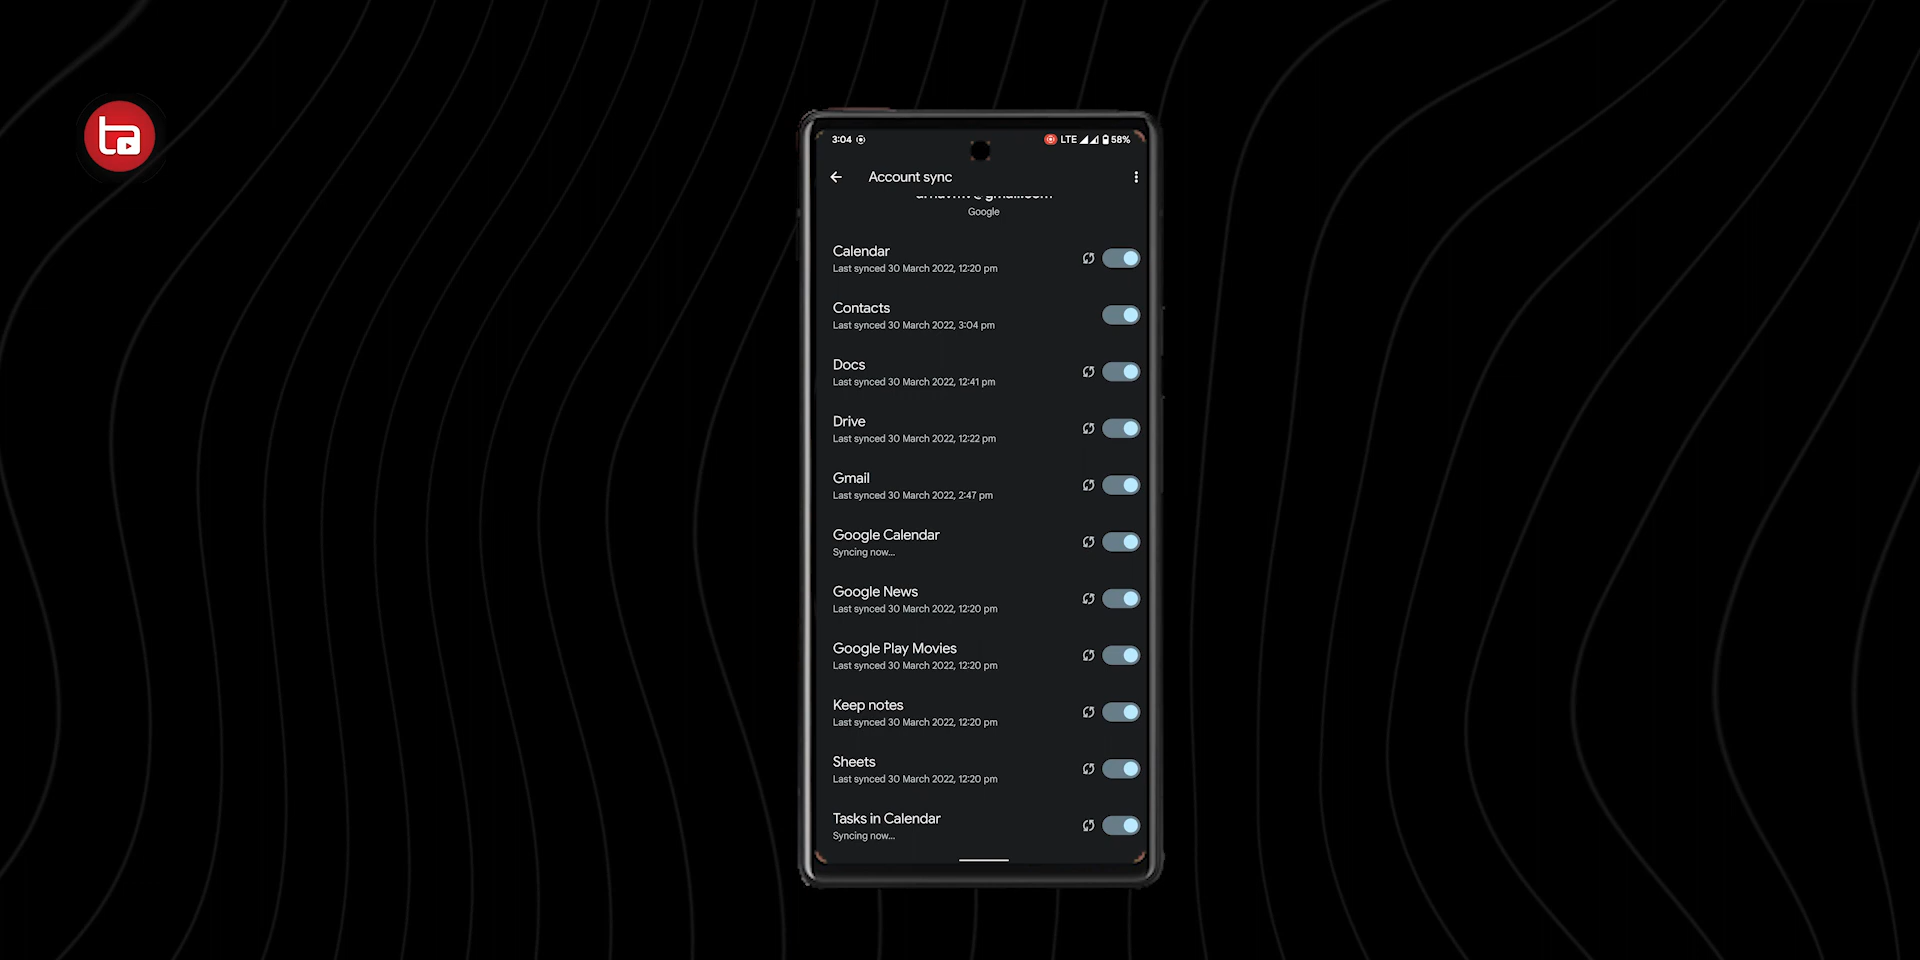 ta
3:04 LTE 58%
Account sync
Google
Calendar
Last synced 30 March 2022, 12:20 pm
Contacts
Last synced 30 March 2022, 3:04 pm
Docs
Last synced 30 March 2022, 12:41 pm
Drive
Last synced 30 March 2022, 12:22 pm
Gmail
Last synced 30 March 2022, 2:47 pm
Google Calendar
Syncing now...
Google News
Last synced 30 March 2022, 12:20 pm
Google Play Movies
Last synced 30 March 2022, 12:20 pm
Keep notes
Last synced 30 March 2022, 12:20 pm
Sheets
Last synced 30 March 2022, 12:20 pm
Tasks in Calendar
Syncing now...